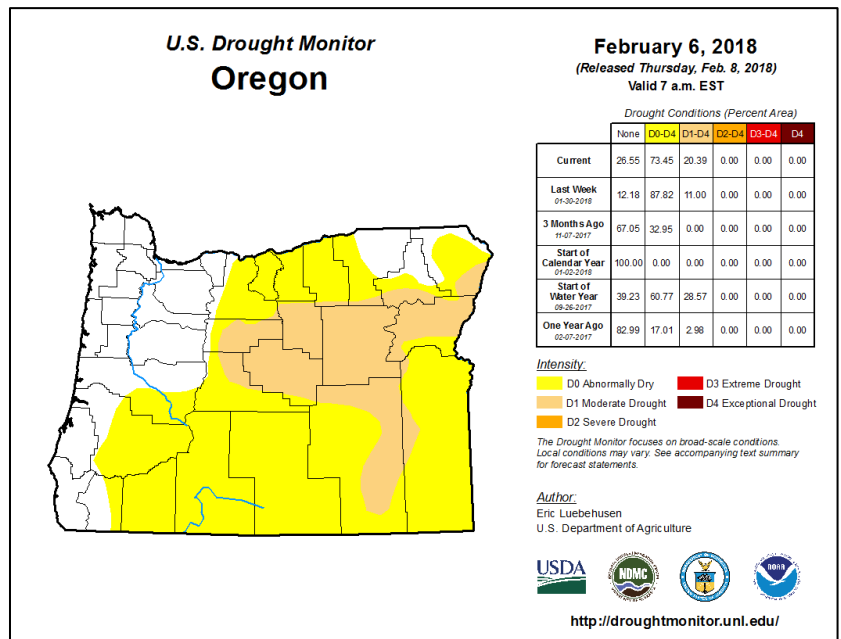 U.S. Drought Monitor
Oregon
February 6, 2018
(Released Thursday, Feb. 8, 2018)
Valid 7 a.m. EST
Drought Conditions (Percent Area)
None D0-D4 D1-D4 D2-D4 D3-D4 D4
Current 26.55 73.45 20.39 0.00 0.00 0.00
Last Week 12.18 87.82 11.00 0.00 0.00 0.00
01-30-2018
3 Months Ago 67.05 32.95 0.00 0.00 0.00 0.00
11-07-2017
Start of
Calendar Year 100.00 0.00 0.00 0.00 0.00 0.00
01-02-2018
Start of
Water Year 39.23 60.77 28.57 0.00 0.00 0.00
09-26-2017
One Year Ago 82.99 17.01 2.98 0.00 0.00 0.00
02-07-2017
Intensity:
D0 Abnormally Dry D3 Extreme Drought
D1 Moderate Drought D4 Exceptional Drought
D2 Severe Drought
The Drought Monitor focuses on broad-scale conditions.
Local conditions may vary. See accompanying text summary
for forecast statements.
Author:
Eric Luebehusen
U.S. Department of Agriculture
USDA NDMC NOAA
http://droughtmonitor.unl.edu/